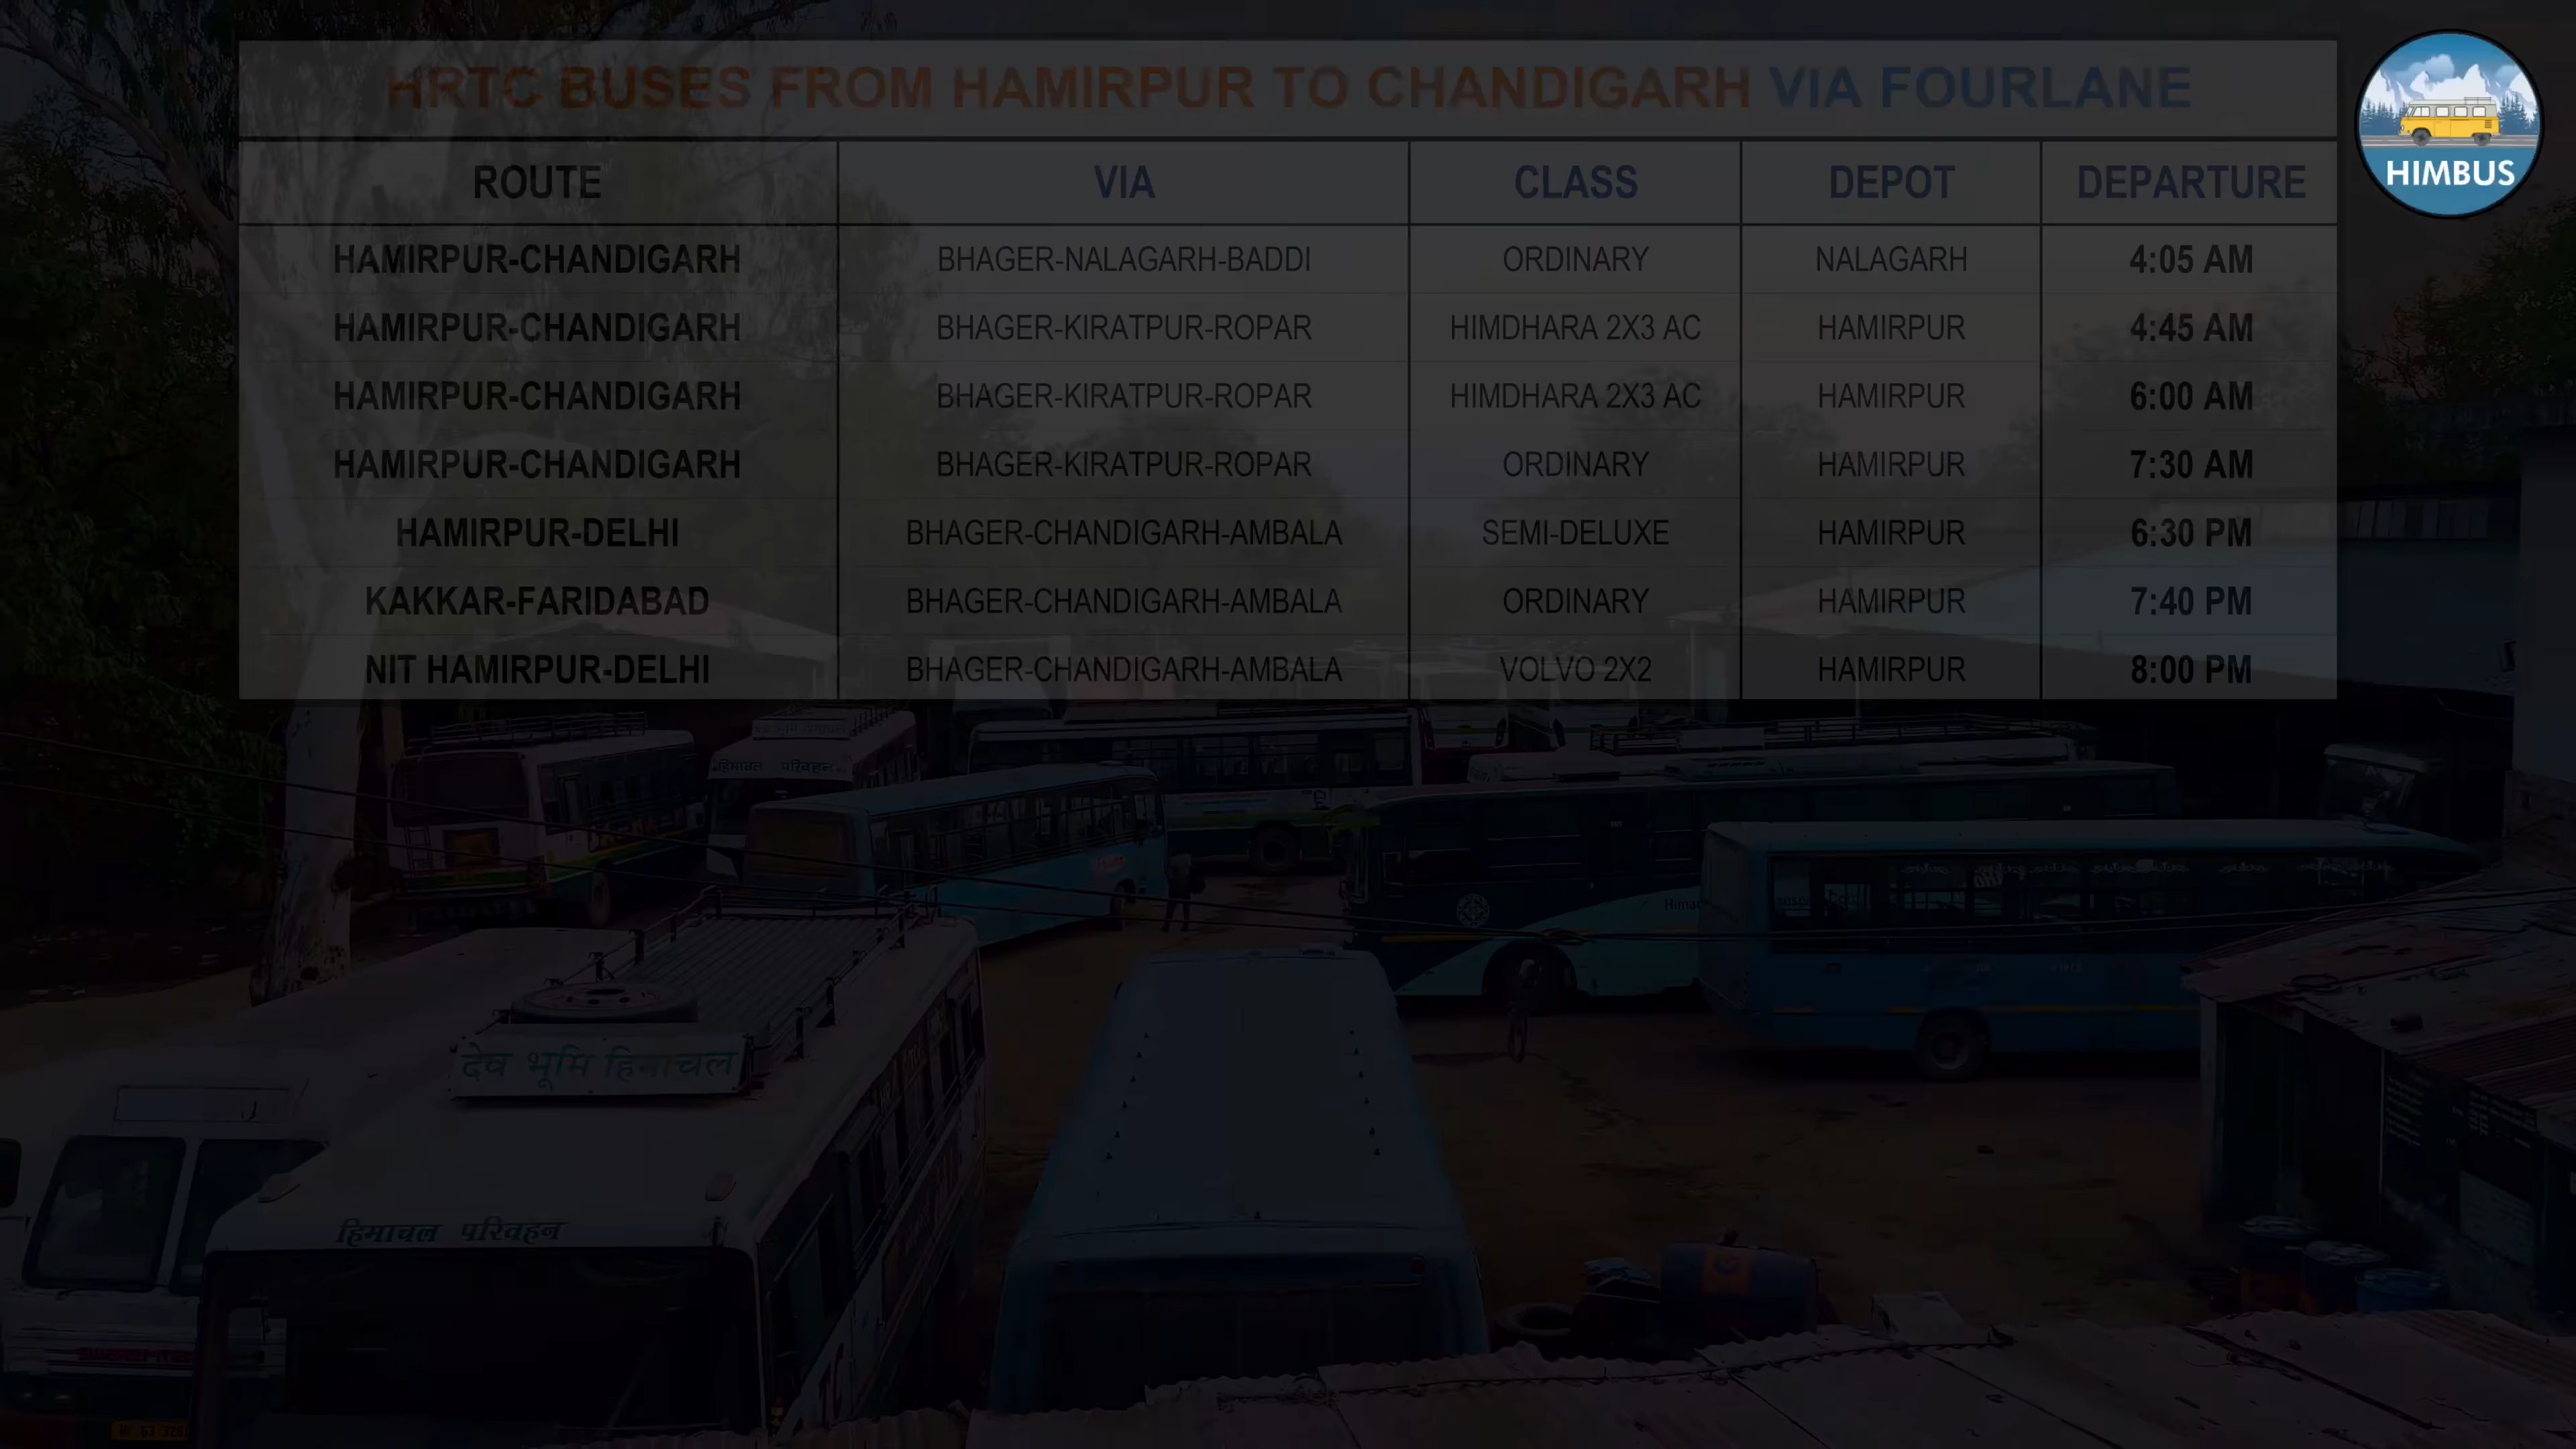 HRTC BUSES FROM HAMIRPUR TO CHANDIGARH VIA FOURLANE
HIMBUS
ROUTE VIA CLASS DEPOT DEPARTURE
HAMIRPUR-CHANDIGARH BHAGER-NALAGARH-BADDI ORDINARY NALAGARH 4:05 AM
HAMIRPUR-CHANDIGARH BHAGER-KIRATPUR-ROPAR HIMDHARA 2X3 AC HAMIRPUR 4:45 AM
HAMIRPUR-CHANDIGARH BHAGER-KIRATPUR-ROPAR HIMDHARA 2X3 AC HAMIRPUR 6:00 AM
HAMIRPUR-CHANDIGARH BHAGER-KIRATPUR-ROPAR ORDINARY HAMIRPUR 7:30 AM
HAMIRPUR-DELHI BHAGER-CHANDIGARH-AMBALA SEMI-DELUXE HAMIRPUR 6:30 PM
KAKKAR-FARIDABAD BHAGER-CHANDIGARH-AMBALA ORDINARY HAMIRPUR 7:40 PM
NIT HAMIRPUR-DELHI BHAGER-CHANDIGARH-AMBALA VOLVO 2X2 HAMIRPUR 8:00 PM
हिमाचल परिवहन
देव भूमि हिमाचल
हिमाचल परिवहन